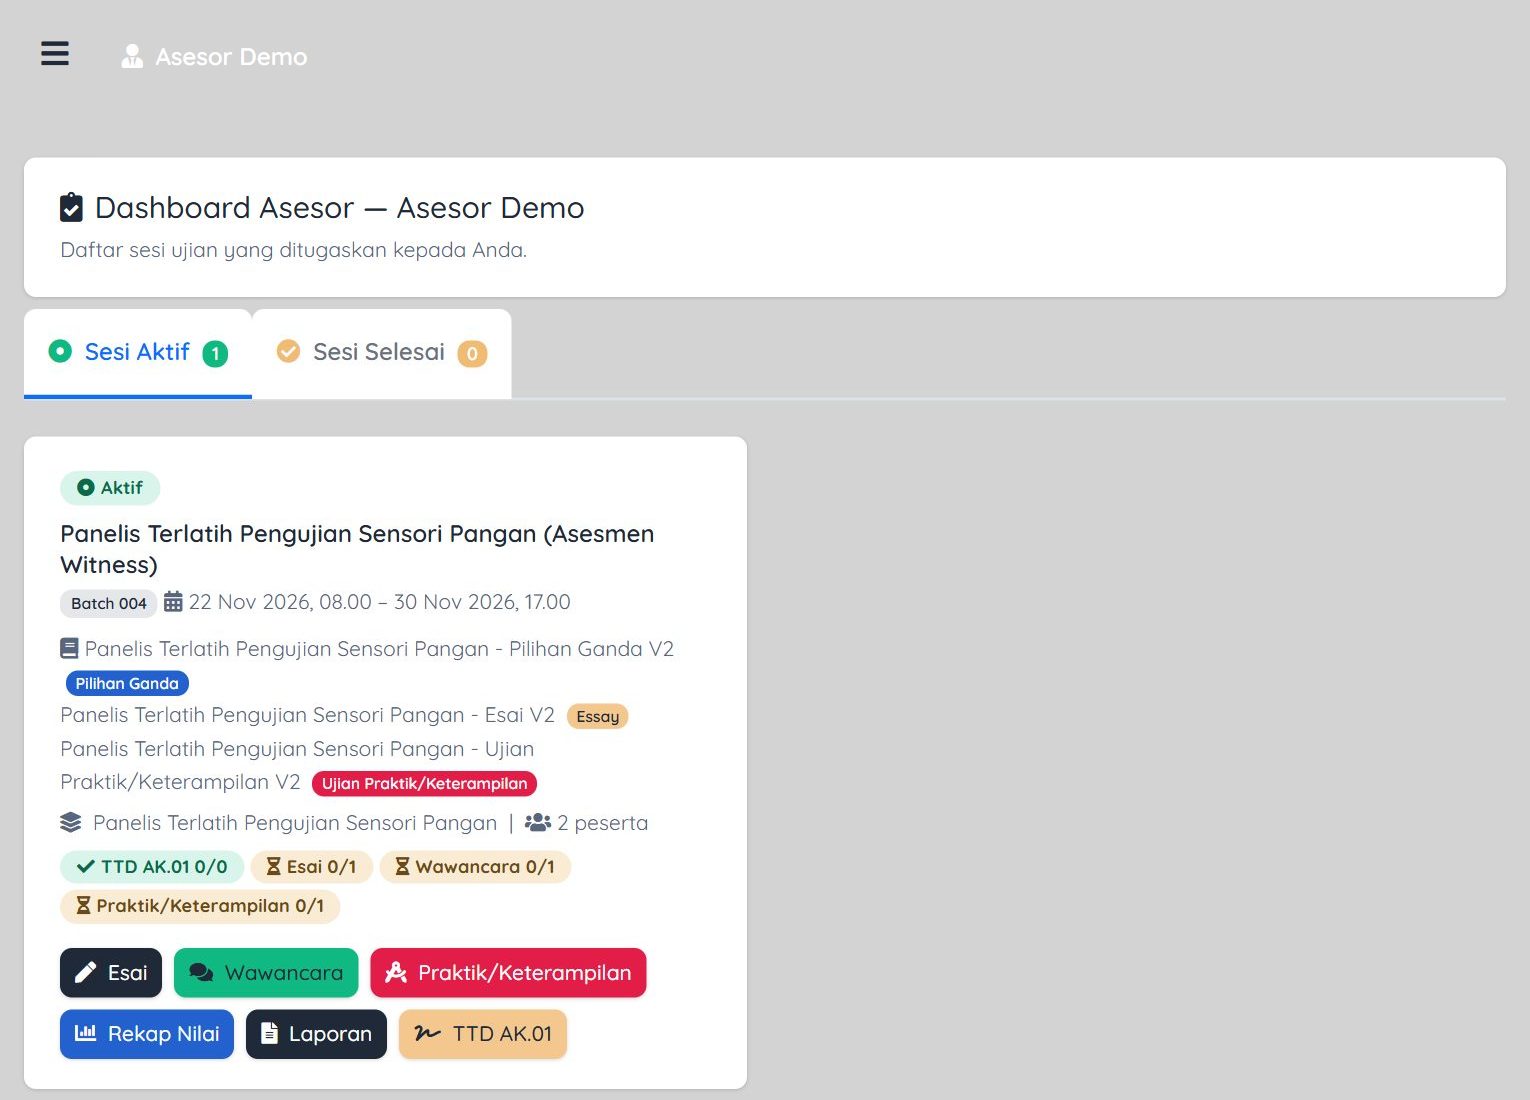 Asesor Demo
Dashboard Asesor — Asesor Demo
Daftar sesi ujian yang ditugaskan kepada Anda.
Sesi Aktif 1 Sesi Selesai 0
Aktif
Panelis Terlatih Pengujian Sensori Pangan (Asesmen
Witness)
Batch 004 22 Nov 2026, 08.00 – 30 Nov 2026, 17.00
Panelis Terlatih Pengujian Sensori Pangan - Pilihan Ganda V2
Pilihan Ganda
Panelis Terlatih Pengujian Sensori Pangan - Esai V2 Essay
Panelis Terlatih Pengujian Sensori Pangan - Ujian
Praktik/Keterampilan V2 Ujian Praktik/Keterampilan
Panelis Terlatih Pengujian Sensori Pangan | 2 peserta
TTD AK.01 0/0 Esai 0/1 Wawancara 0/1
Praktik/Keterampilan 0/1
Esai Wawancara Praktik/Keterampilan
Rekap Nilai Laporan TTD AK.01